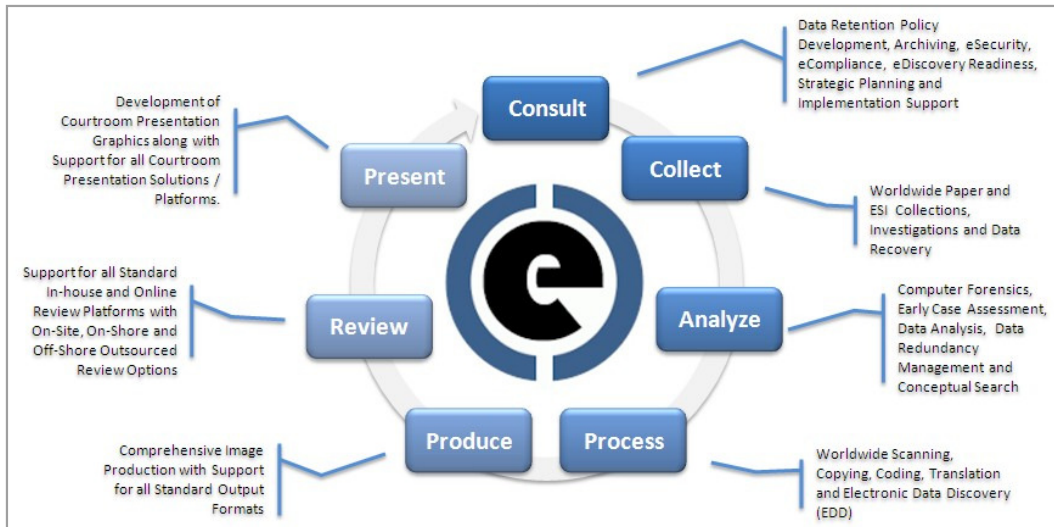 Consult
Data Retention Policy
Development, Archiving, eSecurity,
eCompliance, eDiscovery Readiness,
Strategic Planning and
Implementation Support
Collect
Worldwide Paper and
ESI Collections,
Investigations and Data
Recovery
Analyze
Computer Forensics,
Early Case Assessment,
Data Analysis, Data
Redundancy
Management and
Conceptual Search
Process
Worldwide Scanning,
Copying, Coding, Translation
and Electronic Data Discovery
(EDD)
Produce
Comprehensive Image
Production with Support
for all Standard Output
Formats
Review
Support for all Standard
In-house and Online
Review Platforms with
On-Site, On-Shore and
Off-Shore Outsourced
Review Options
Present
Development of
Courtroom Presentation
Graphics along with
Support for all Courtroom
Presentation Solutions /
Platforms.
e